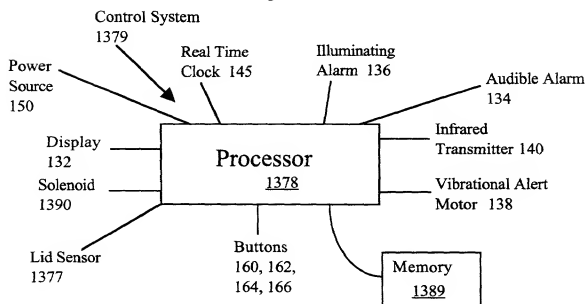 Control System
1379
Real Time
Clock 145
Illuminating
Alarm 136
Power
Source
150
Audible Alarm
134
Display
132
Processor
1378
Infrared
Transmitter 140
Solenoid
1390
Vibrational Alert
Motor 138
Lid Sensor
1377
Buttons
160, 162,
164, 166
Memory
1389